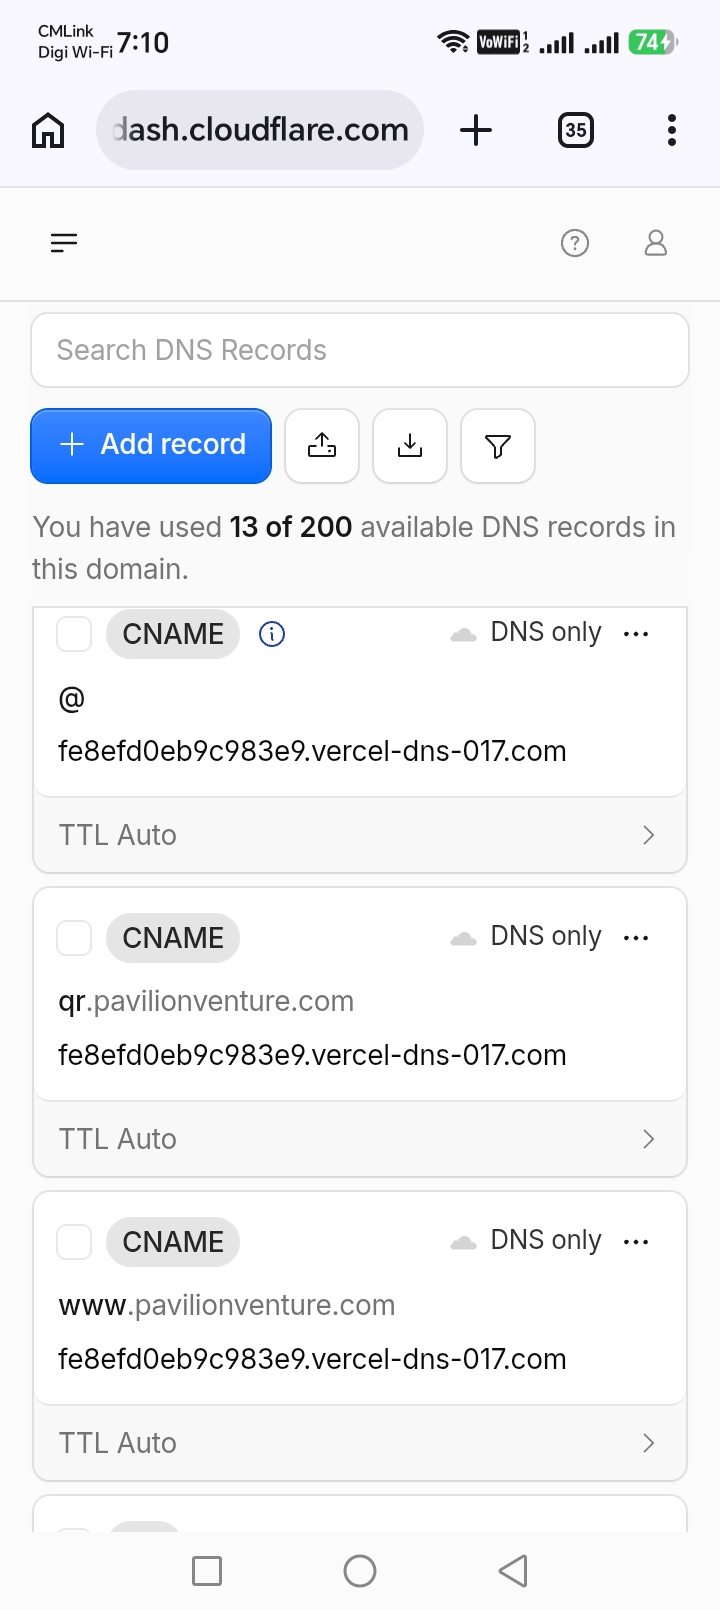 CMLink
Digi Wi-Fi 7:10
VoWiFi 1 2
74
dash.cloudflare.com
35
Search DNS Records
Add record
You have used 13 of 200 available DNS records in
this domain.
CNAME DNS only
@
fe8efd0eb9c983e9.vercel-dns-017.com
TTL Auto
CNAME DNS only
qr.pavilionventure.com
fe8efd0eb9c983e9.vercel-dns-017.com
TTL Auto
CNAME DNS only
www.pavilionventure.com
fe8efd0eb9c983e9.vercel-dns-017.com
TTL Auto